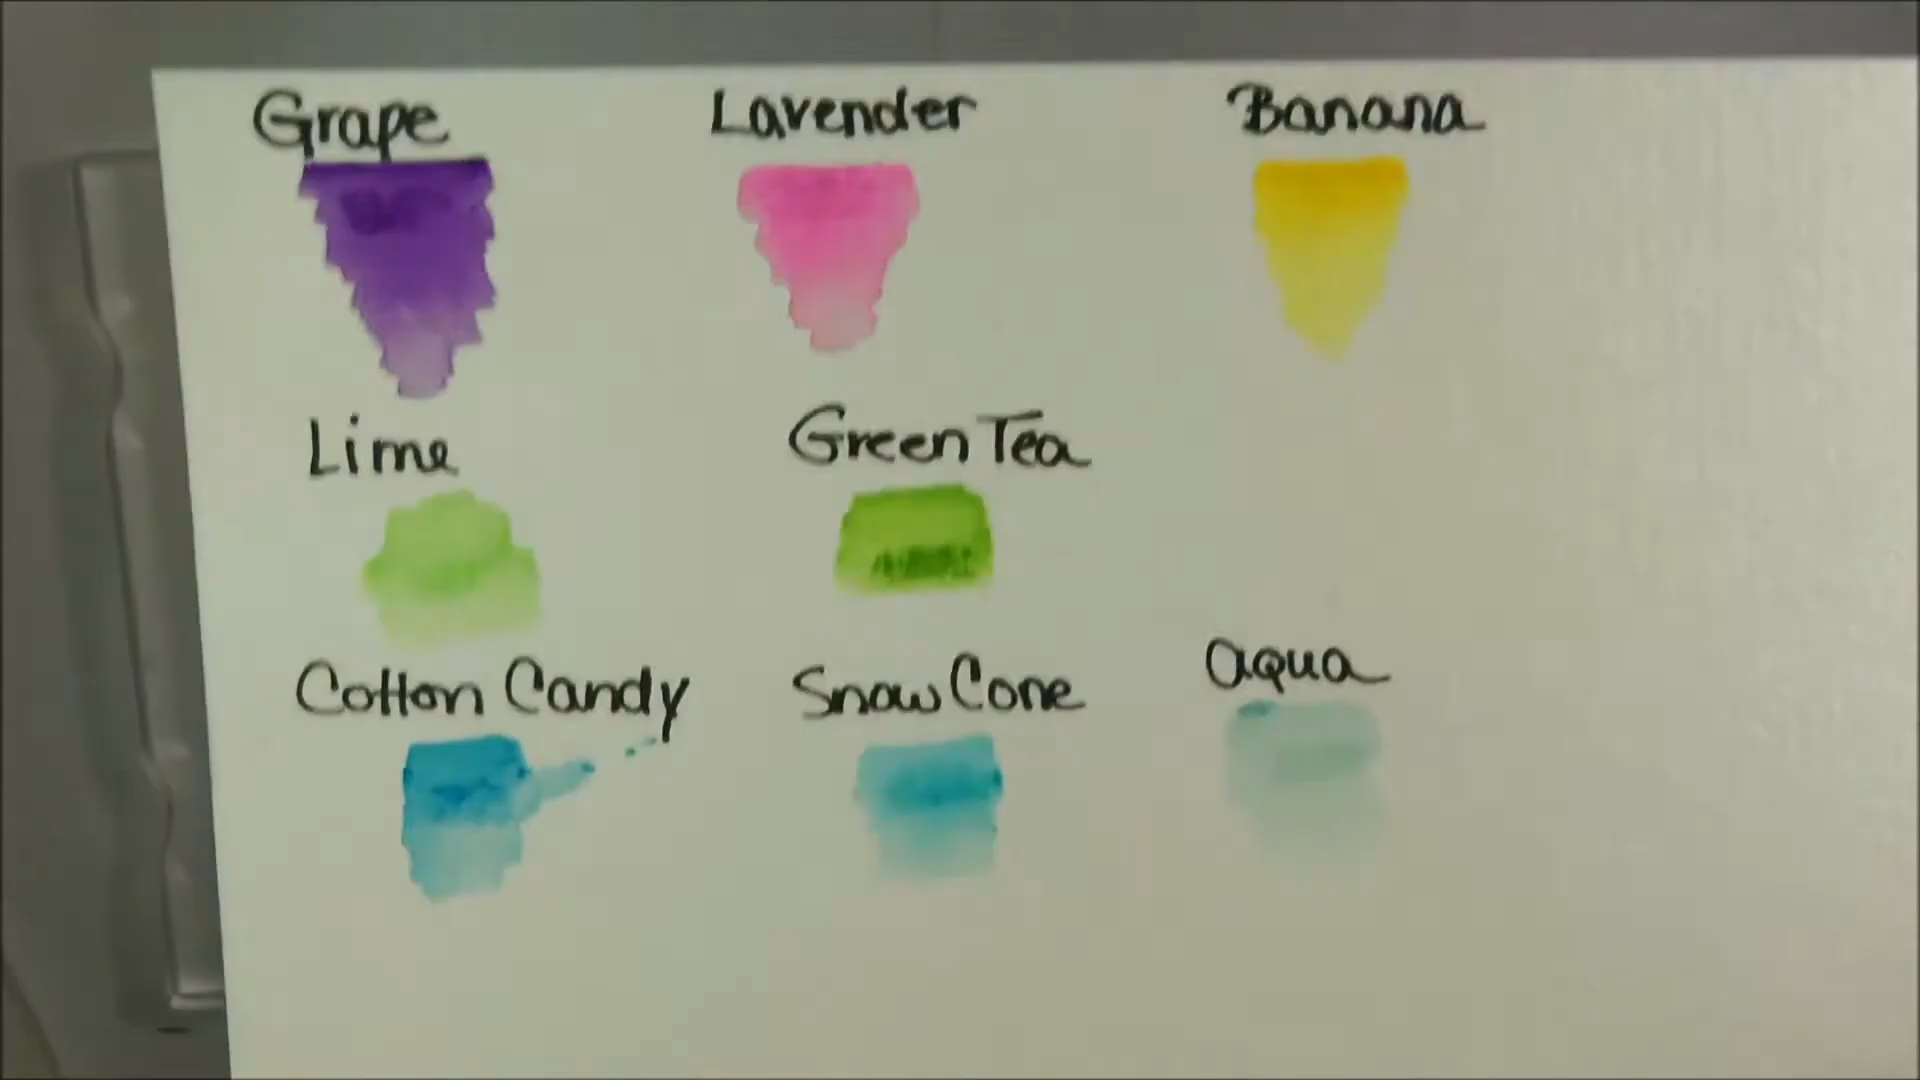 Grape
Lavender
Banana
Lime
Green Tea
Cotton Candy
Snow Cone
aqua